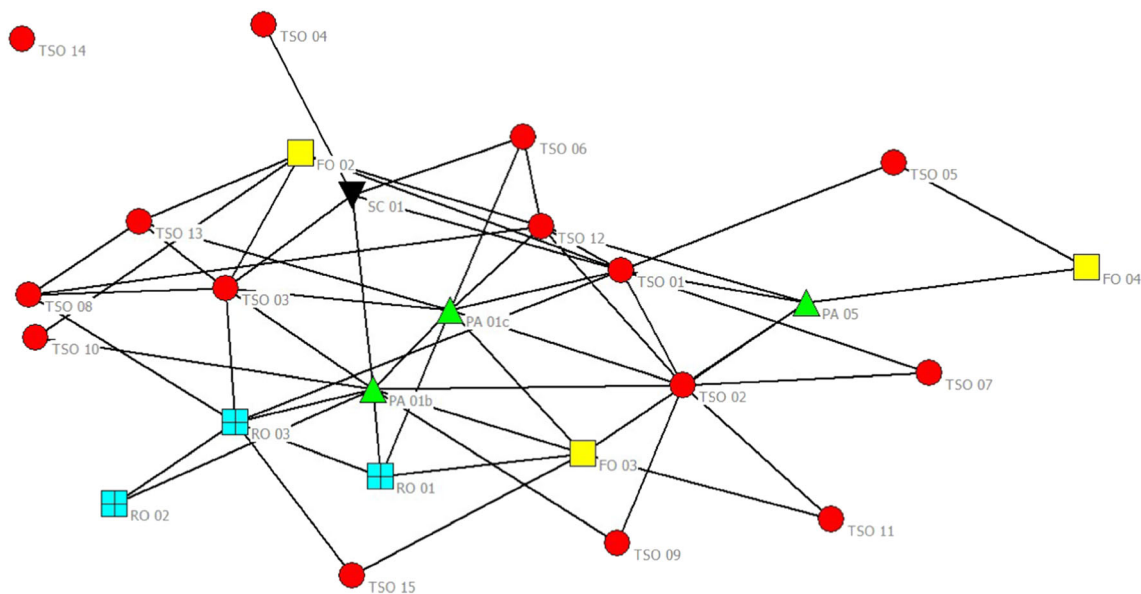 TSO 04
TSO 14
TSO 06
FO 02
TSO 05
SC 01
TSO 13
TSO 12
TSO 01
FO 04
TSO 08
TSO 03
PA 05
PA 01c
TSO 10
TSO 07
TSO 02
PA 01b
RO 03
FO 03
RO 01
RO 02
TSO 11
TSO 09
TSO 15